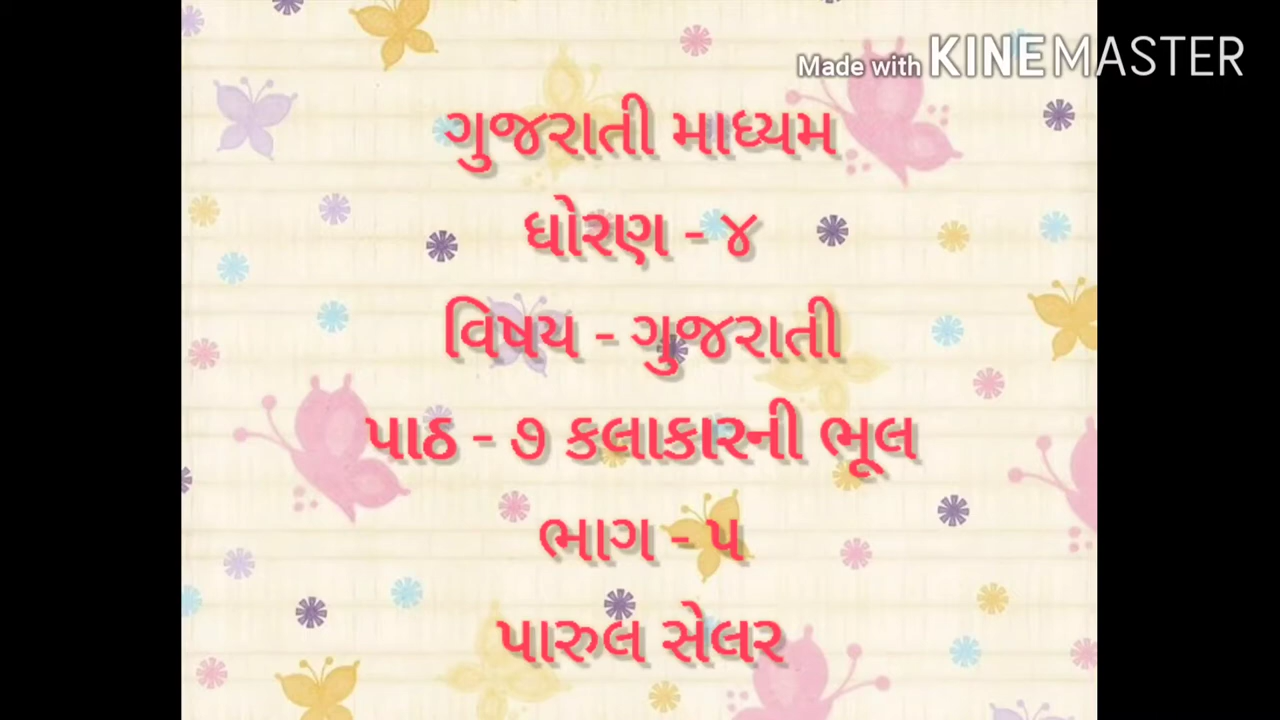 Made with KINEMASTER
ગુજરાતી માધ્યમ
ધોરણ - ૪
વિષય - ગુજરાતી
પાઠ - ૭ કલાકારની ભૂલ
ભાગ - ૫
પારુલ સેલર